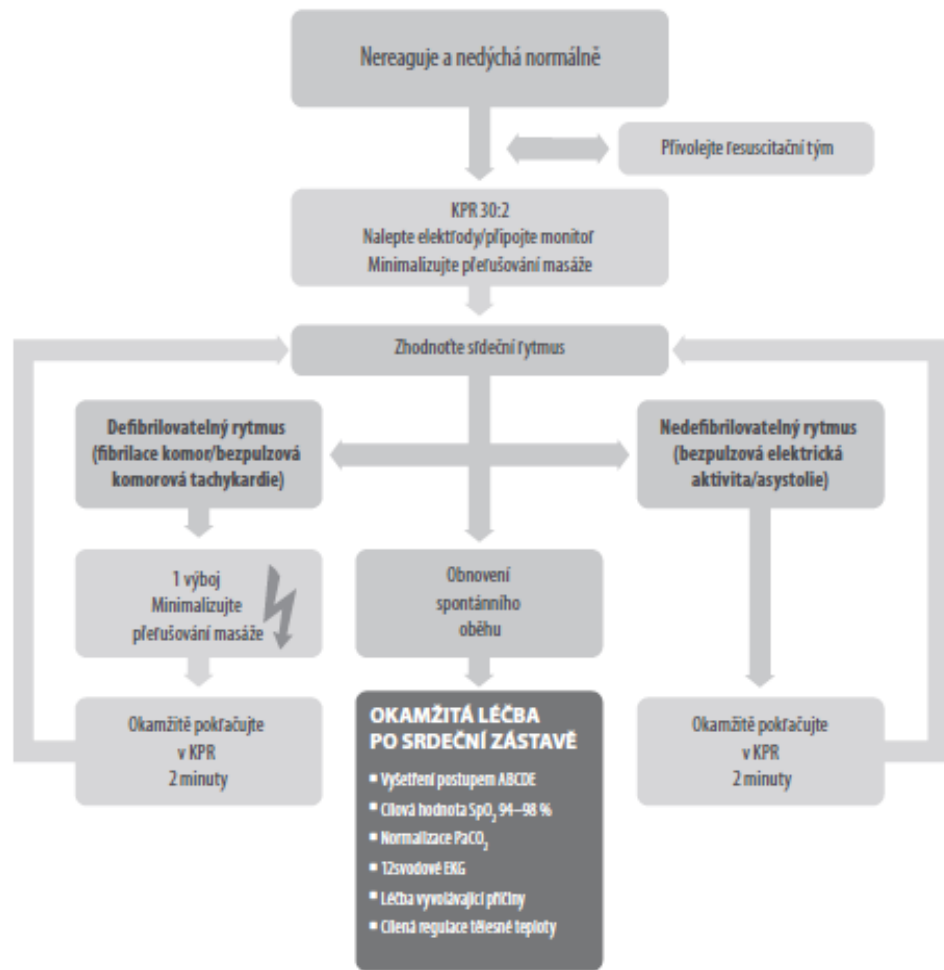 Nereaguje a nedýchá normálně
Přivolejte resuscitační tým
KPR 30:2
Nalepte elektrody/připojte monitor
Minimalizujte přerušování masáže
Zhodnoťte srdeční rytmus
Defibrilovatelný rytmus
(fibrilace komor/bezpulzová
komorová tachykardie)
Nedefibrilovatelný rytmus
(bezpulzová elektrická
aktivita/asystolie)
1 výboj
Minimalizujte
přerušování masáže
Obnovení
spontánního
oběhu
Okamžitě pokračujte
v KPR
2 minuty
OKAMŽITÁ LÉČBA
PO SRDEČNÍ ZÁSTAVĚ
▪ Vyšetření postupem ABCDE
▪ Cílová hodnota SpO₂ 94–98 %
▪ Normalizace PaCO₂
▪ 12svodové EKG
▪ Léčba vyvolávající příčiny
▪ Cílená regulace tělesné teploty
Okamžitě pokračujte
v KPR
2 minuty